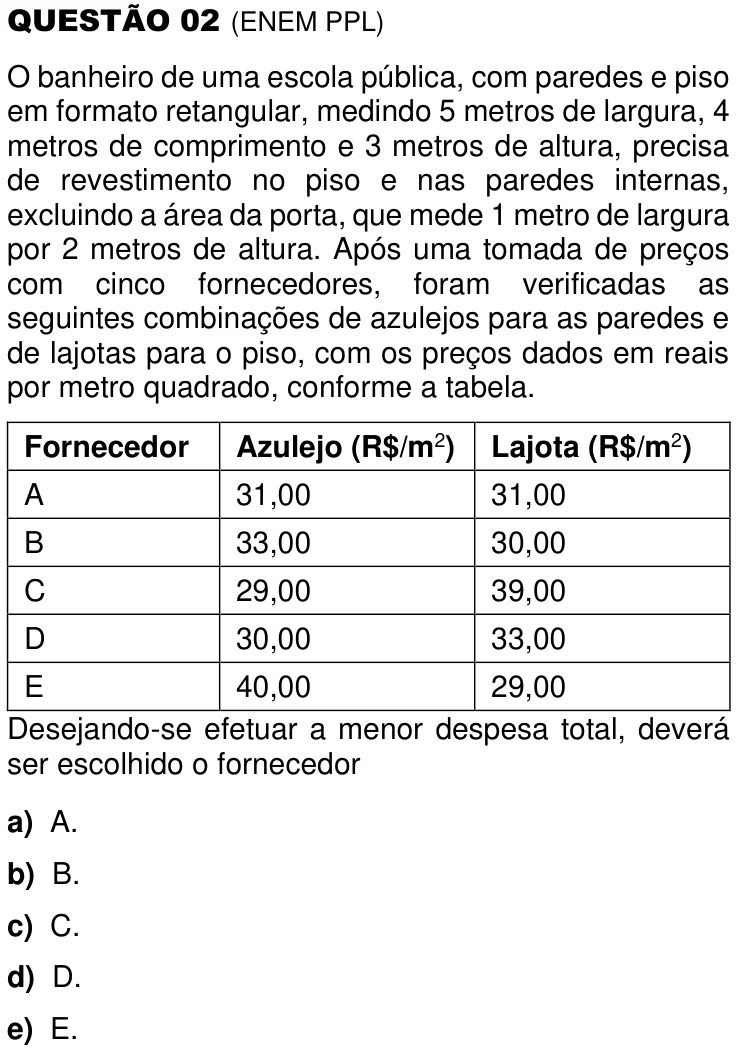 QUESTÃO 02 (ENEM PPL)
O banheiro de uma escola pública, com paredes e piso
em formato retangular, medindo 5 metros de largura, 4
metros de comprimento e 3 metros de altura, precisa
de revestimento no piso e nas paredes internas,
excluindo a área da porta, que mede 1 metro de largura
por 2 metros de altura. Após uma tomada de preços
com cinco fornecedores, foram verificadas as
seguintes combinações de azulejos para as paredes e
de lajotas para o piso, com os preços dados em reais
por metro quadrado, conforme a tabela.
Fornecedor Azulejo (R$/m²) Lajota (R$/m²)
A 31,00 31,00
B 33,00 30,00
C 29,00 39,00
D 30,00 33,00
E 40,00 29,00
Desejando-se efetuar a menor despesa total, deverá
ser escolhido o fornecedor
a) A.
b) B.
c) C.
d) D.
e) E.